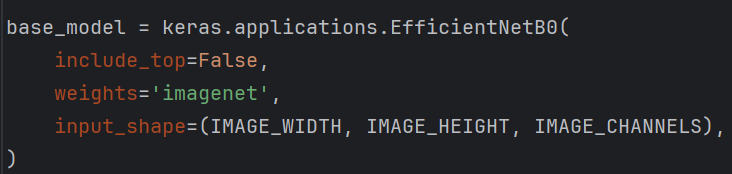 base_model = keras.applications.EfficientNetB0(
    include_top=False,
    weights='imagenet',
    input_shape=(IMAGE_WIDTH, IMAGE_HEIGHT, IMAGE_CHANNELS),
)